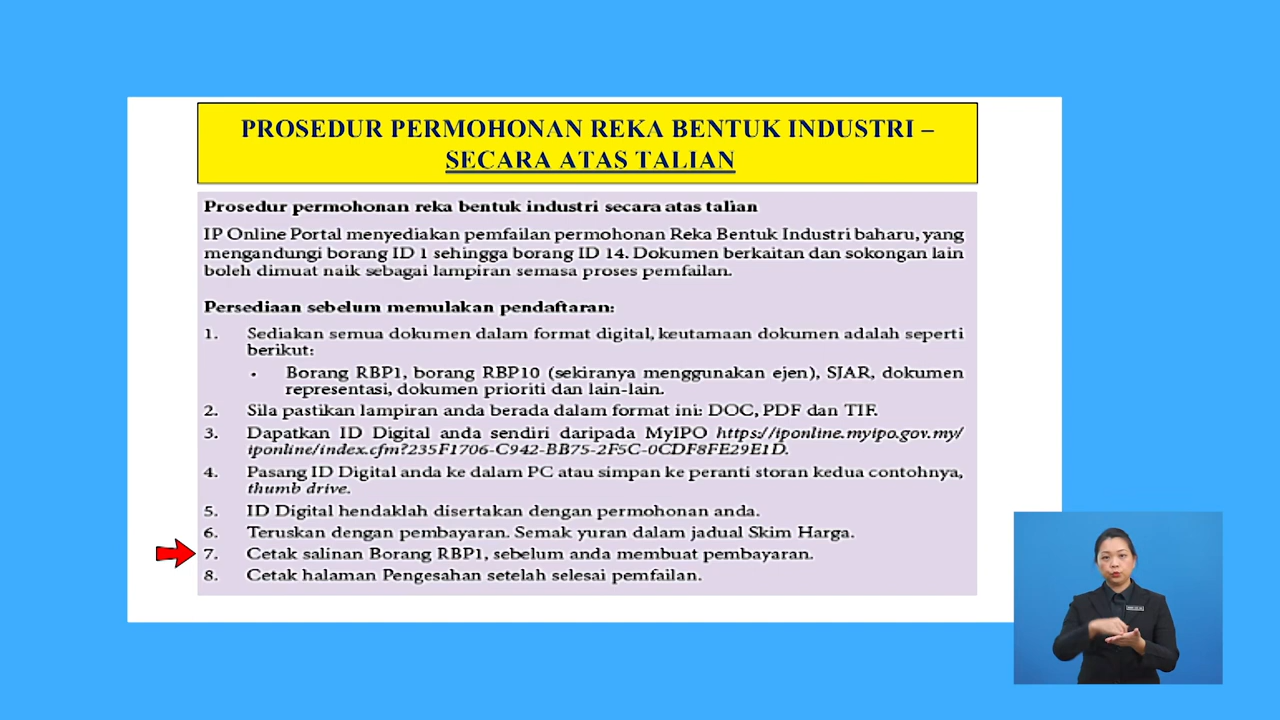 PROSEDUR PERMOHONAN REKA BENTUK INDUSTRI –
SECARA ATAS TALIAN
Prosedur permohonan reka bentuk industri secara atas talian
IP Online Portal menyediakan pemfailan permohonan Reka Bentuk Industri baharu, yang
mengandungi borang ID 1 sehingga borang ID 14. Dokumen berkaitan dan sokongan lain
boleh dimuat naik sebagai lampiran semasa proses pemfailan.
Persediaan sebelum memulakan pendaftaran:
1. Sediakan semua dokumen dalam format digital, keutamaan dokumen adalah seperti
berikut:
• Borang RBP1, borang RBP10 (sekiranya menggunakan ejen), SJAR, dokumen
representasi, dokumen prioriti dan lain-lain.
2. Sila pastikan lampiran anda berada dalam format ini: DOC, PDF dan TIF.
3. Dapatkan ID Digital anda sendiri daripada MyIPO https://iponline.myipo.gov.my/
iponline/index.cfm?235F1706-C942-BB75-2F5C-0CDF8FE29E1D.
4. Pasang ID Digital anda ke dalam PC atau simpan ke peranti storan kedua contohnya,
thumb drive.
5. ID Digital hendaklah disertakan dengan permohonan anda.
6. Teruskan dengan pembayaran. Semak yuran dalam jadual Skim Harga.
7. Cetak salinan Borang RBP1, sebelum anda membuat pembayaran.
8. Cetak halaman Pengesahan setelah selesai pemfailan.